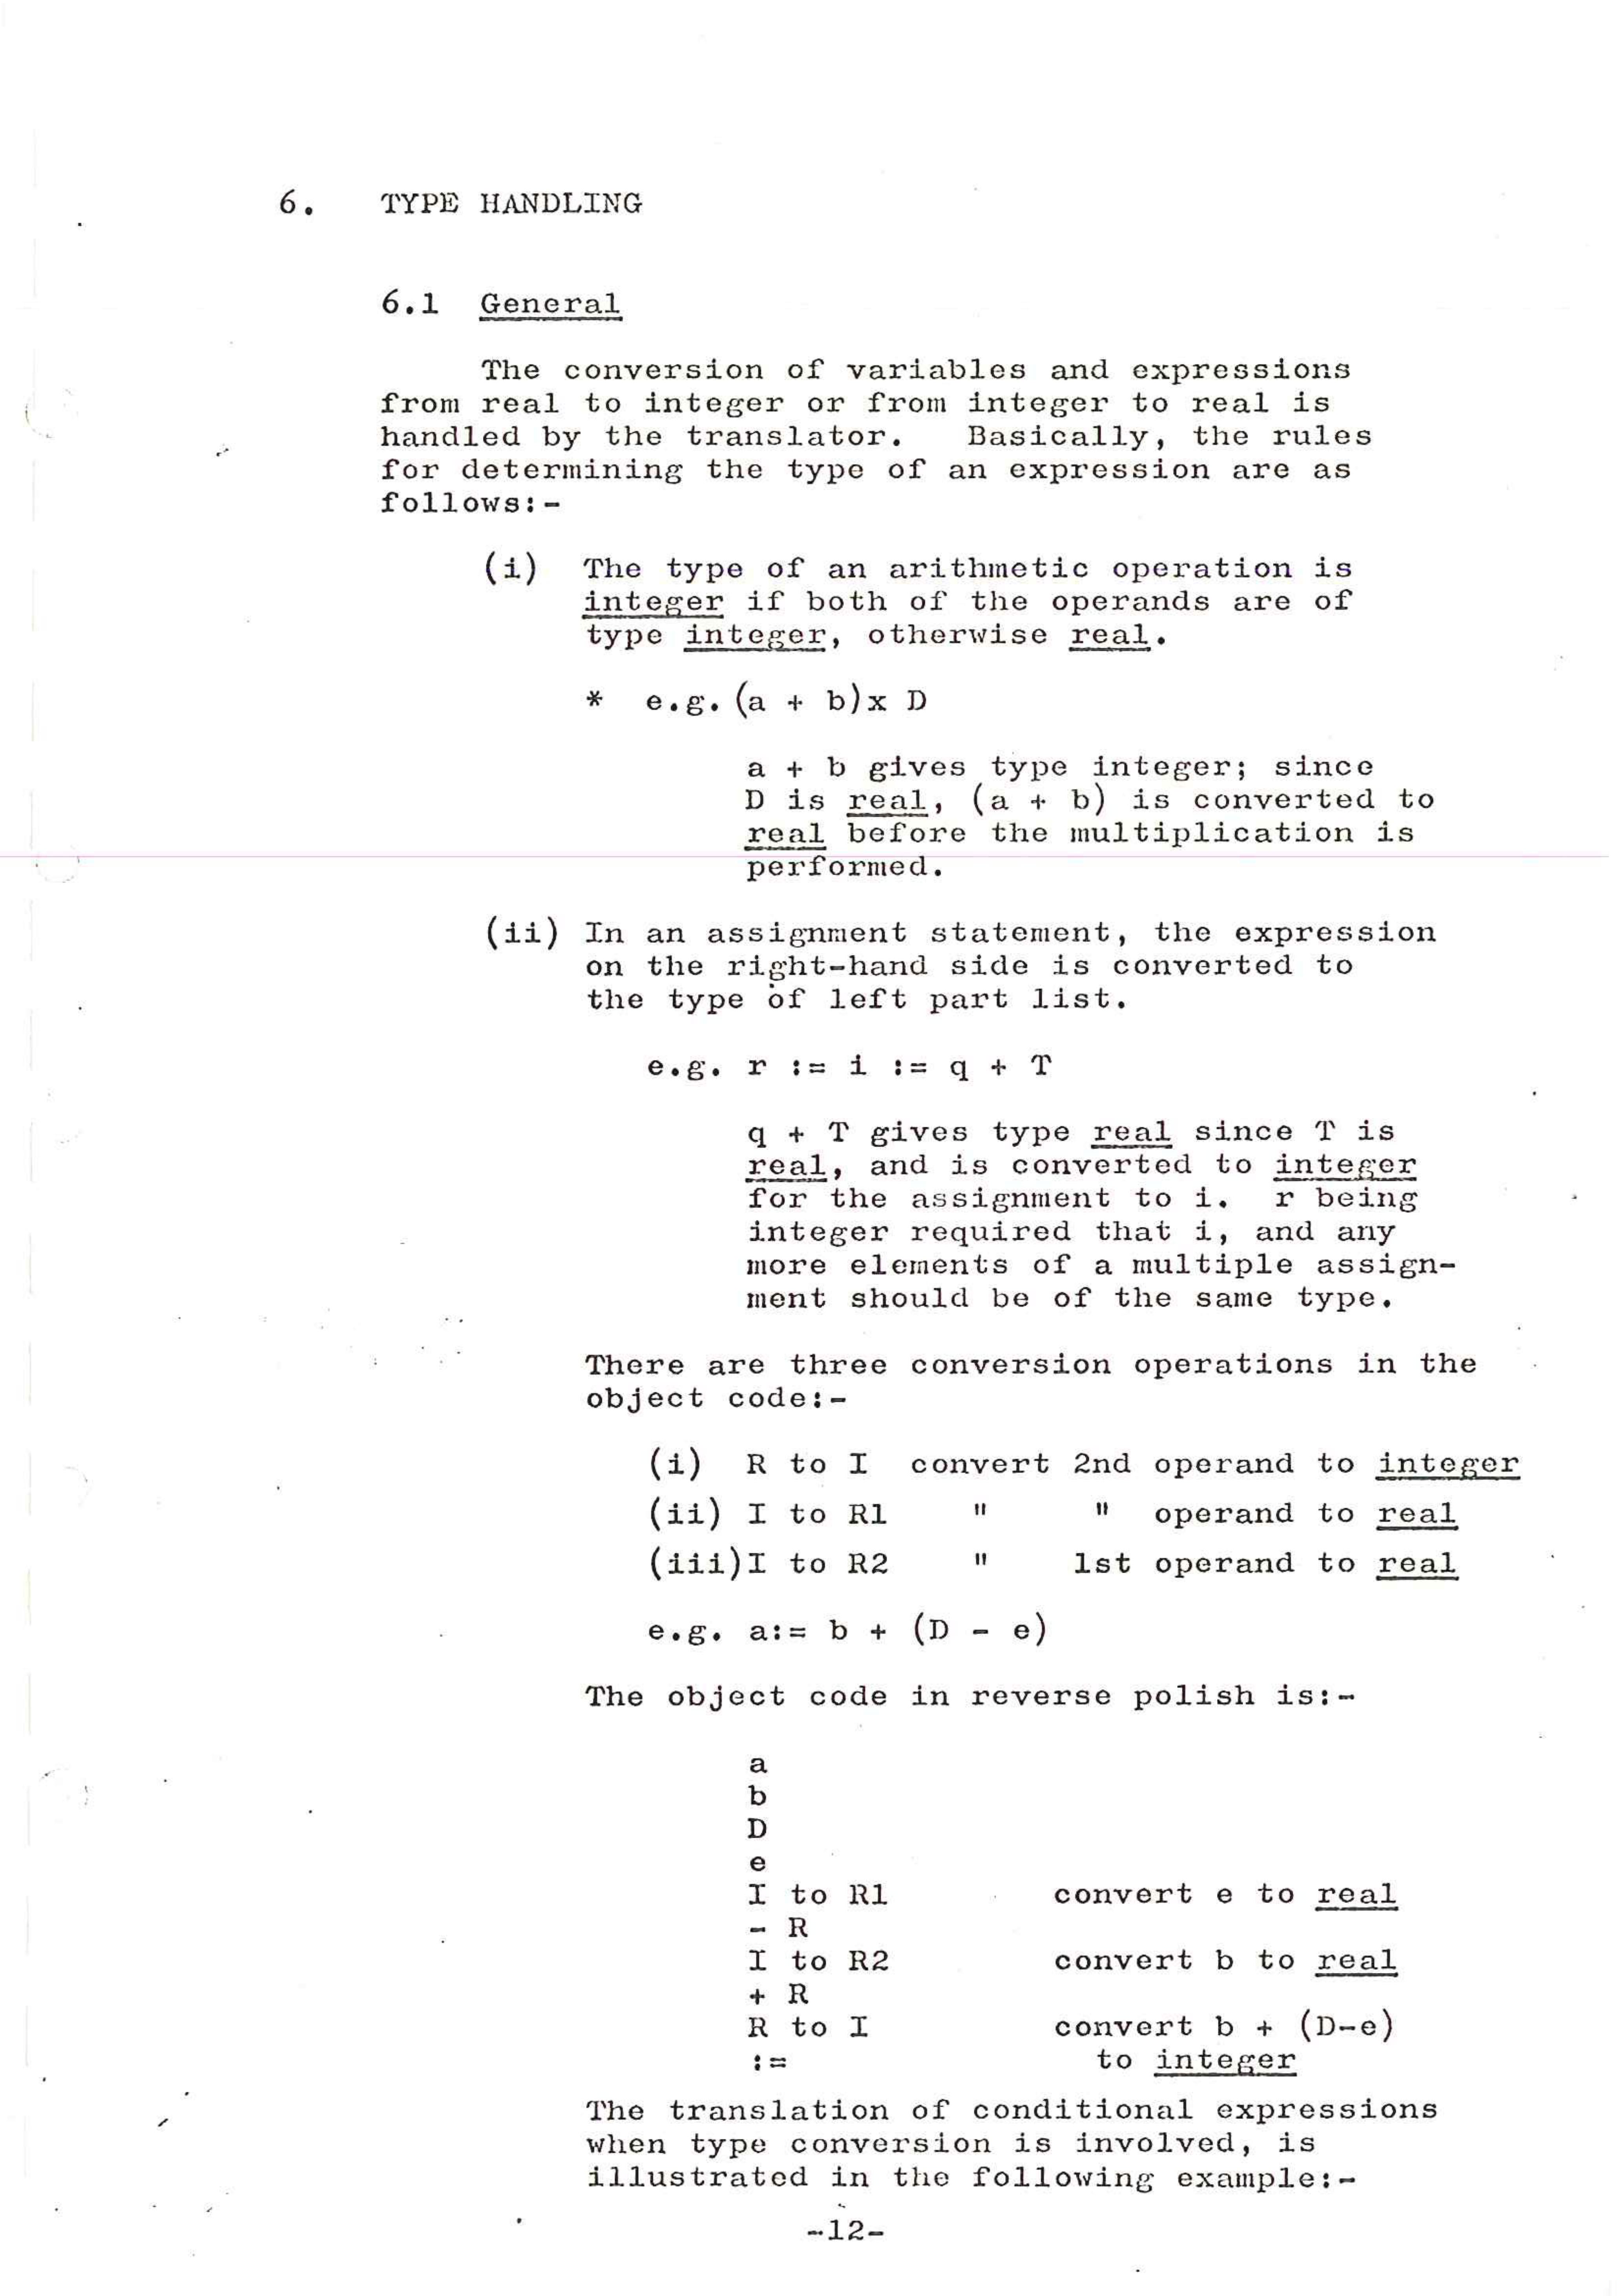 6. TYPE HANDLING
6.1 General
The conversion of variables and expressions
from real to integer or from integer to real is
handled by the translator. Basically, the rules
for determining the type of an expression are as
follows:-
(i) The type of an arithmetic operation is
integer if both of the operands are of
type integer, otherwise real.
* e.g. (a + b)x D
a + b gives type integer; since
D is real, (a + b) is converted to
real before the multiplication is
performed.
(ii) In an assignment statement, the expression
on the right-hand side is converted to
the type of left part list.
e.g. r := i := q + T
q + T gives type real since T is
real, and is converted to integer
for the assignment to i. r being
integer required that i, and any
more elements of a multiple assign-
ment should be of the same type.
There are three conversion operations in the
object code:-
(i) R to I convert 2nd operand to integer
(ii) I to R1 " " operand to real
(iii)I to R2 " 1st operand to real
e.g. a:= b + (D - e)
The object code in reverse polish is:-
a
b
D
e
I to R1 convert e to real
- R
I to R2 convert b to real
+ R
R to I convert b + (D-e)
:= to integer
The translation of conditional expressions
when type conversion is involved, is
illustrated in the following example:-
-12-